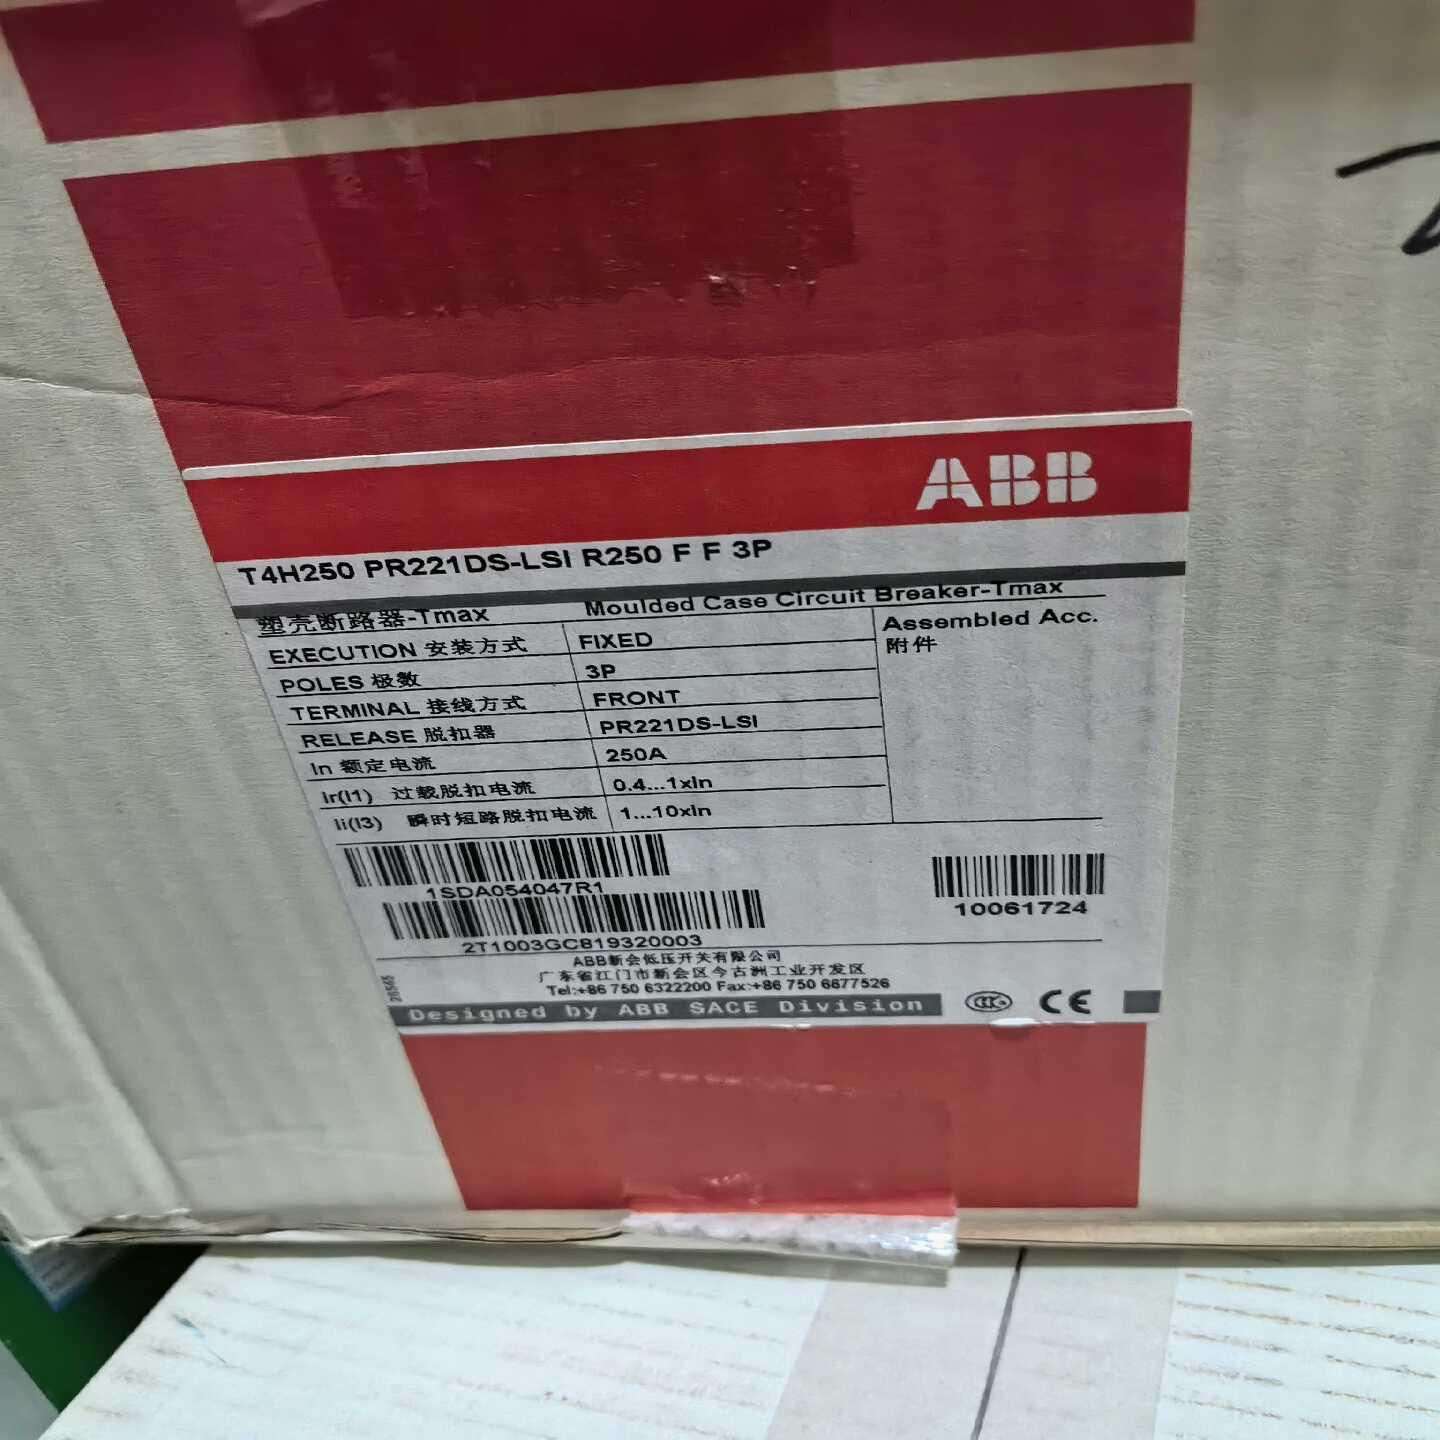 ABB
T4H250 PR221DS-LSI R250 F F 3P
塑壳断路器-Tmax Moulded Case Circuit Breaker-Tmax
EXECUTION 安装方式 FIXED
Assembled Acc.
附件
POLES 极数 3P
TERMINAL 接线方式 FRONT
RELEASE 脱扣器 PR221DS-LSI
In 额定电流 250A
Ir(I1) 过载脱扣电流 0.4...1xIn
Ii(I3) 瞬时短路脱扣电流 1...10xIn
1SDA054047R1
10061724
2T1003GC819320003
ABB新会低压开关有限公司
广东省江门市新会区今古洲工业开发区
Tel:+86 750 6322200 Fax:+86 750 6677526
26565
Designed by ABB SACE Division
CCC CE